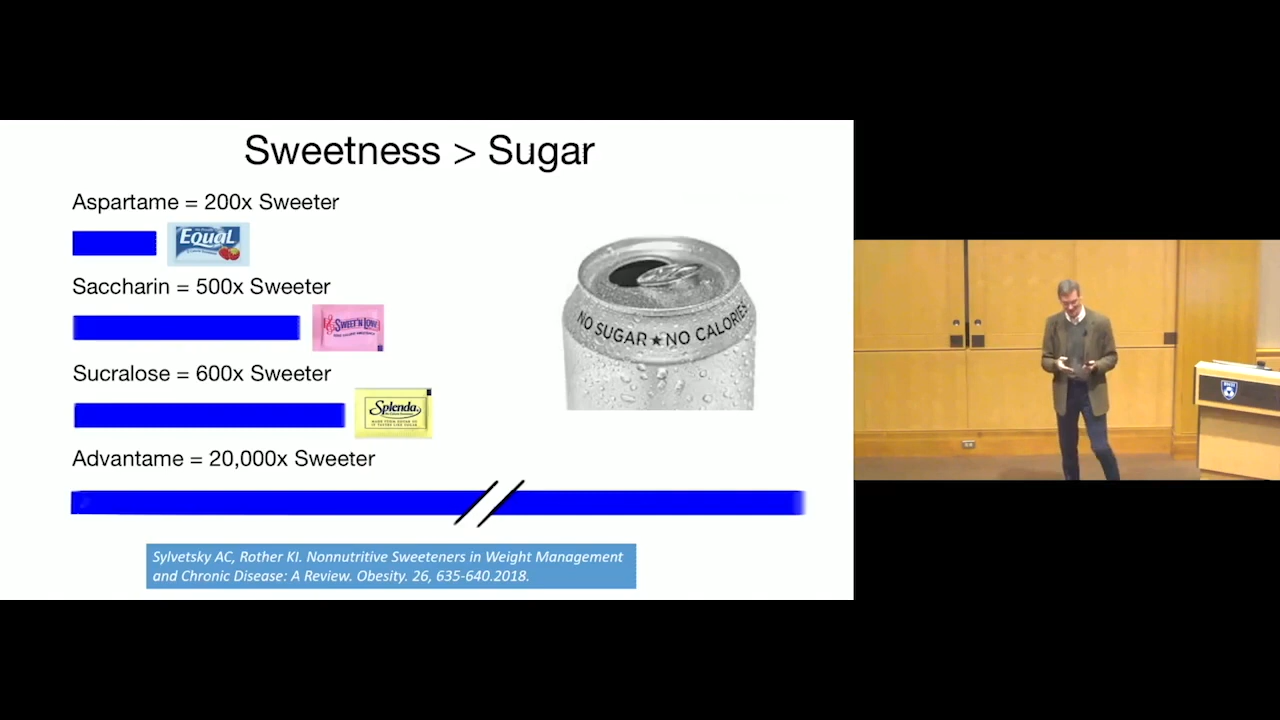 Sweetness > Sugar
Aspartame = 200x Sweeter
EQUAL
Saccharin = 500x Sweeter
SWEET'N LOW
Sucralose = 600x Sweeter
Splenda
Advantame = 20,000x Sweeter
NO SUGAR ★ NO CALORIES
Sylvetsky AC, Rother KI. Nonnutritive Sweeteners in Weight Management
and Chronic Disease: A Review. Obesity. 26, 635-640.2018.